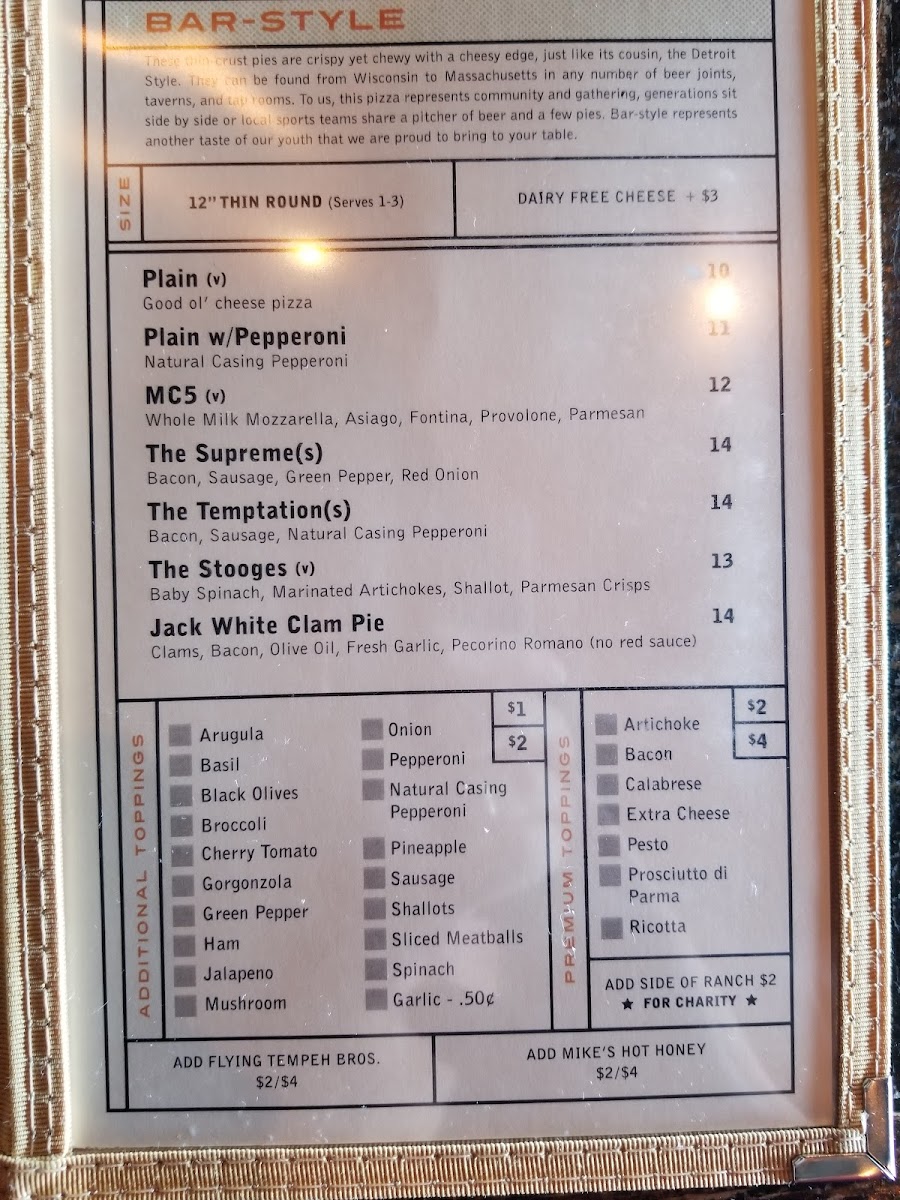 BAR-STYLE
These thin-crust pies are crispy yet chewy with a cheesy edge, just like its cousin, the Detroit
Style. They can be found from Wisconsin to Massachusetts in any number of beer joints,
taverns, and tap rooms. To us, this pizza represents community and gathering, generations sit
side by side or local sports teams share a pitcher of beer and a few pies. Bar-style represents
another taste of our youth that we are proud to bring to your table.
SIZE
12" THIN ROUND (Serves 1-3)
DAIRY FREE CHEESE + $3
Plain (v) 10
Good ol' cheese pizza
Plain w/Pepperoni 11
Natural Casing Pepperoni
MC5 (v) 12
Whole Milk Mozzarella, Asiago, Fontina, Provolone, Parmesan
The Supreme(s) 14
Bacon, Sausage, Green Pepper, Red Onion
The Temptation(s) 14
Bacon, Sausage, Natural Casing Pepperoni
The Stooges (v) 13
Baby Spinach, Marinated Artichokes, Shallot, Parmesan Crisps
Jack White Clam Pie 14
Clams, Bacon, Olive Oil, Fresh Garlic, Pecorino Romano (no red sauce)
ADDITIONAL TOPPINGS
$1
$2
Arugula
Basil
Black Olives
Broccoli
Cherry Tomato
Gorgonzola
Green Pepper
Ham
Jalapeno
Mushroom
Onion
Pepperoni
Natural Casing
Pepperoni
Pineapple
Sausage
Shallots
Sliced Meatballs
Spinach
Garlic - .50¢
PREMIUM TOPPINGS
$2
$4
Artichoke
Bacon
Calabrese
Extra Cheese
Pesto
Prosciutto di
Parma
Ricotta
ADD SIDE OF RANCH $2
★ FOR CHARITY ★
ADD FLYING TEMPEH BROS.
$2/$4
ADD MIKE'S HOT HONEY
$2/$4